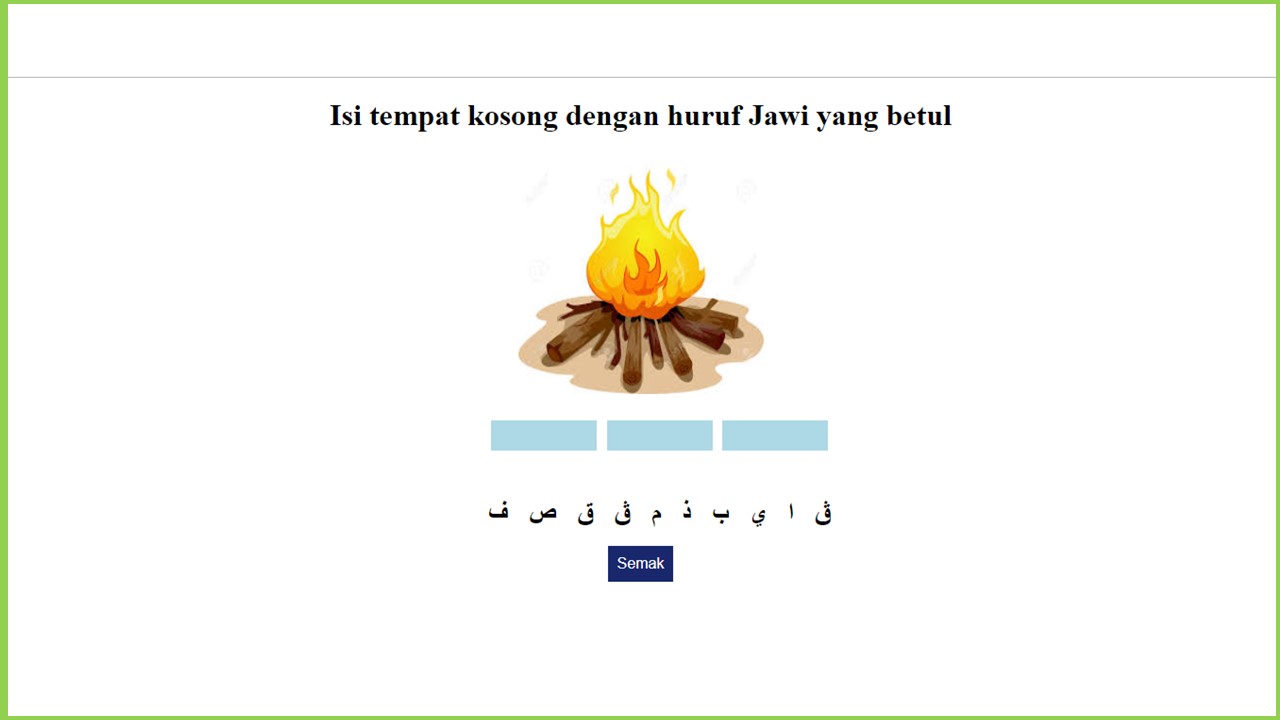 Isi tempat kosong dengan huruf Jawi yang betul
ڨ ا ي ب ذ م ڨ ق ص ف
Semak